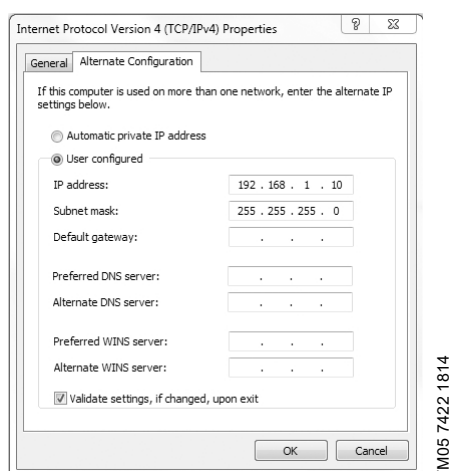 Internet Protocol Version 4 (TCP/IPv4) Properties
General Alternate Configuration
If this computer is used on more than one network, enter the alternate IP
settings below.
Automatic private IP address
User configured
IP address: 192 . 168 . 1 . 10
Subnet mask: 255 . 255 . 255 . 0
Default gateway: . . .
Preferred DNS server: . . .
Alternate DNS server: . . .
Preferred WINS server: . . .
Alternate WINS server: . . .
Validate settings, if changed, upon exit
OK Cancel
TM05 7422 1814